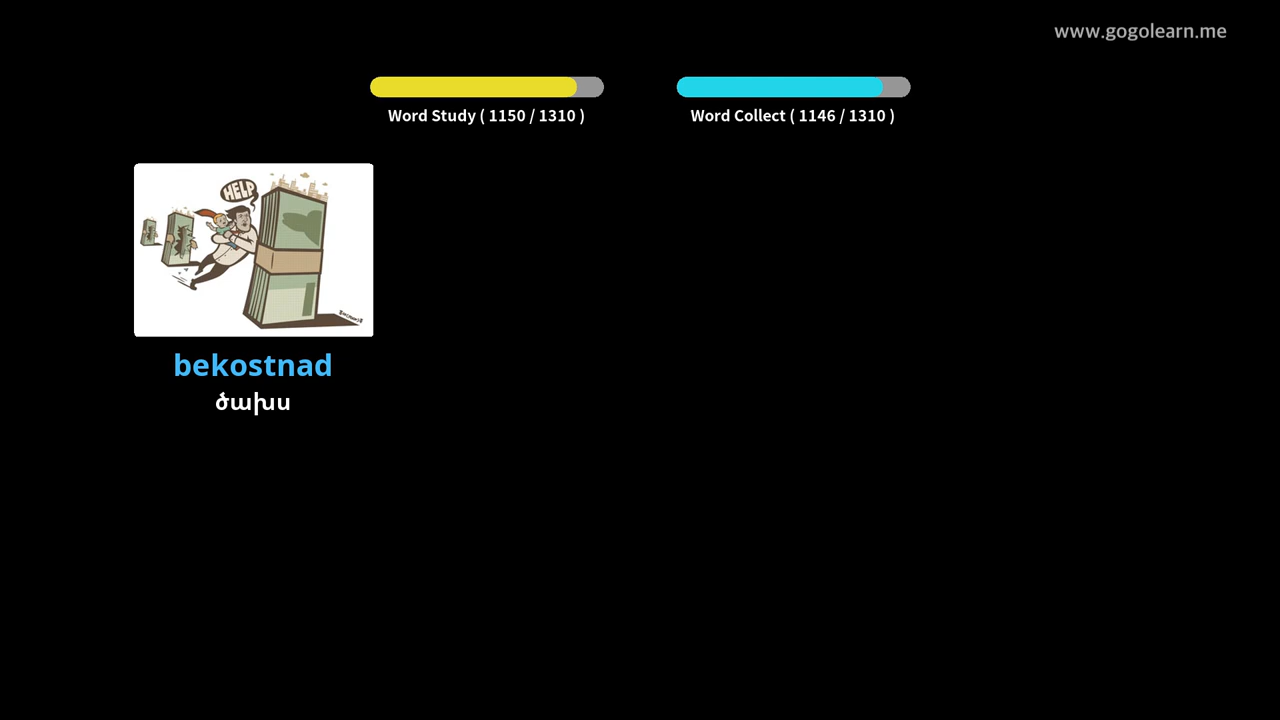 www.gogolearn.me
Word Study ( 1150 / 1310 )
Word Collect ( 1146 / 1310 )
HELP
bekostnad
ծախս